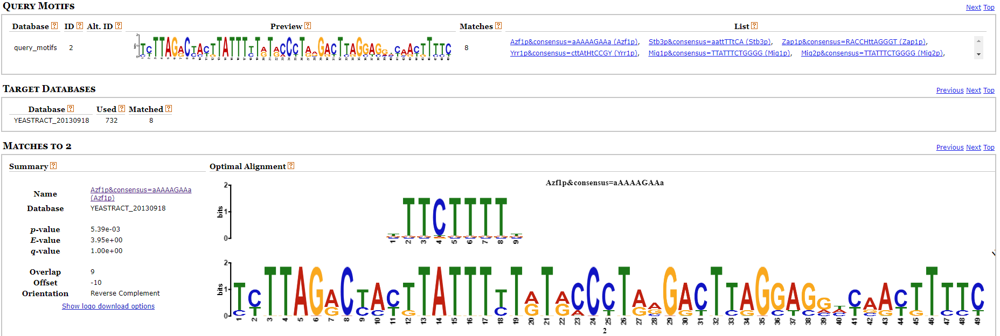 QUERY MOTIFS
Next Top
Database ? ID ? Alt. ID ? Preview ? Matches ? List ?
query_motifs 2 8 Azf1p&consensus=aAAAAGAAa (Azf1p), Stb3p&consensus=aattTTtCA (Stb3p), Zap1p&consensus=RACCHttAGGGT (Zap1p),
Yrr1p&consensus=cttAtHtCCGY (Yrr1p), Mig1p&consensus=TTATTTCTGGGG (Mig1p), Mig2p&consensus=TTATTTCTGGGG (Mig2p),
TARGET DATABASES
Previous Next Top
Database ? Used ? Matched ?
YEASTRACT_20130918 732 8
MATCHES TO 2
Previous Next Top
Summary ? Optimal Alignment ?
Name Azf1p&consensus=aAAAAGAAa
(Azf1p)
Database YEASTRACT_20130918
p-value 5.39e-03
E-value 3.95e+00
q-value 1.00e+00
Overlap 9
Offset -10
Orientation Reverse Complement
Show logo download options
Azf1p&consensus=aAAAAGAAa
2
bits
1
0
TTCTTTT
1 2 3 4 5 6 7 8 9
2
bits
1
0
1 2 3 4 5 6 7 8 9 10 11 12 13 14 15 16 17 18 19 20 21 22 23 24 25 26 27 28 29 30 31 32 33 34 35 36 37 38 39 40 41 42 43 44 45 46 47 48 49
2